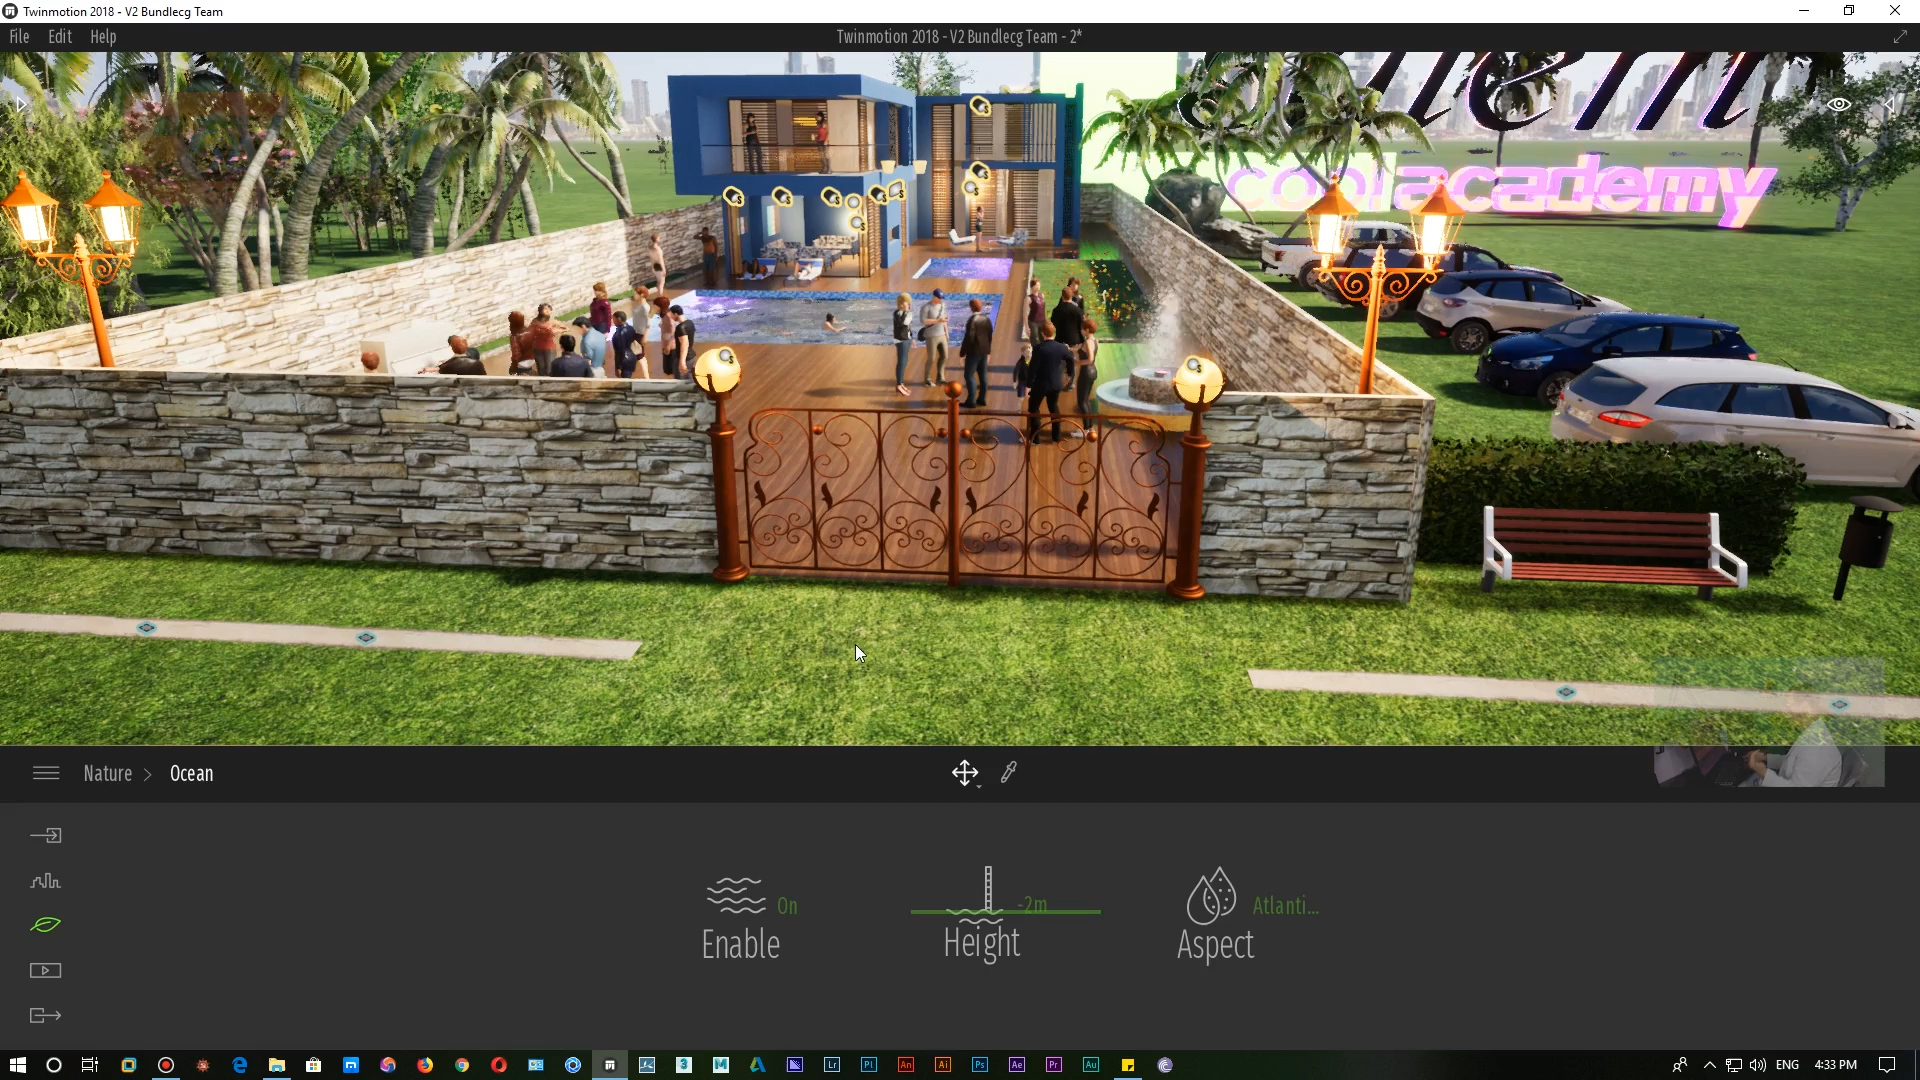 Twinmotion 2018 - V2 Bundlecg Team
File Edit Help
Twinmotion 2018 - V2 Bundlecg Team - 2*
academy
Nature > Ocean
On
Enable
-2m
Height
Atlanti...
Aspect
ENG
4:33 PM